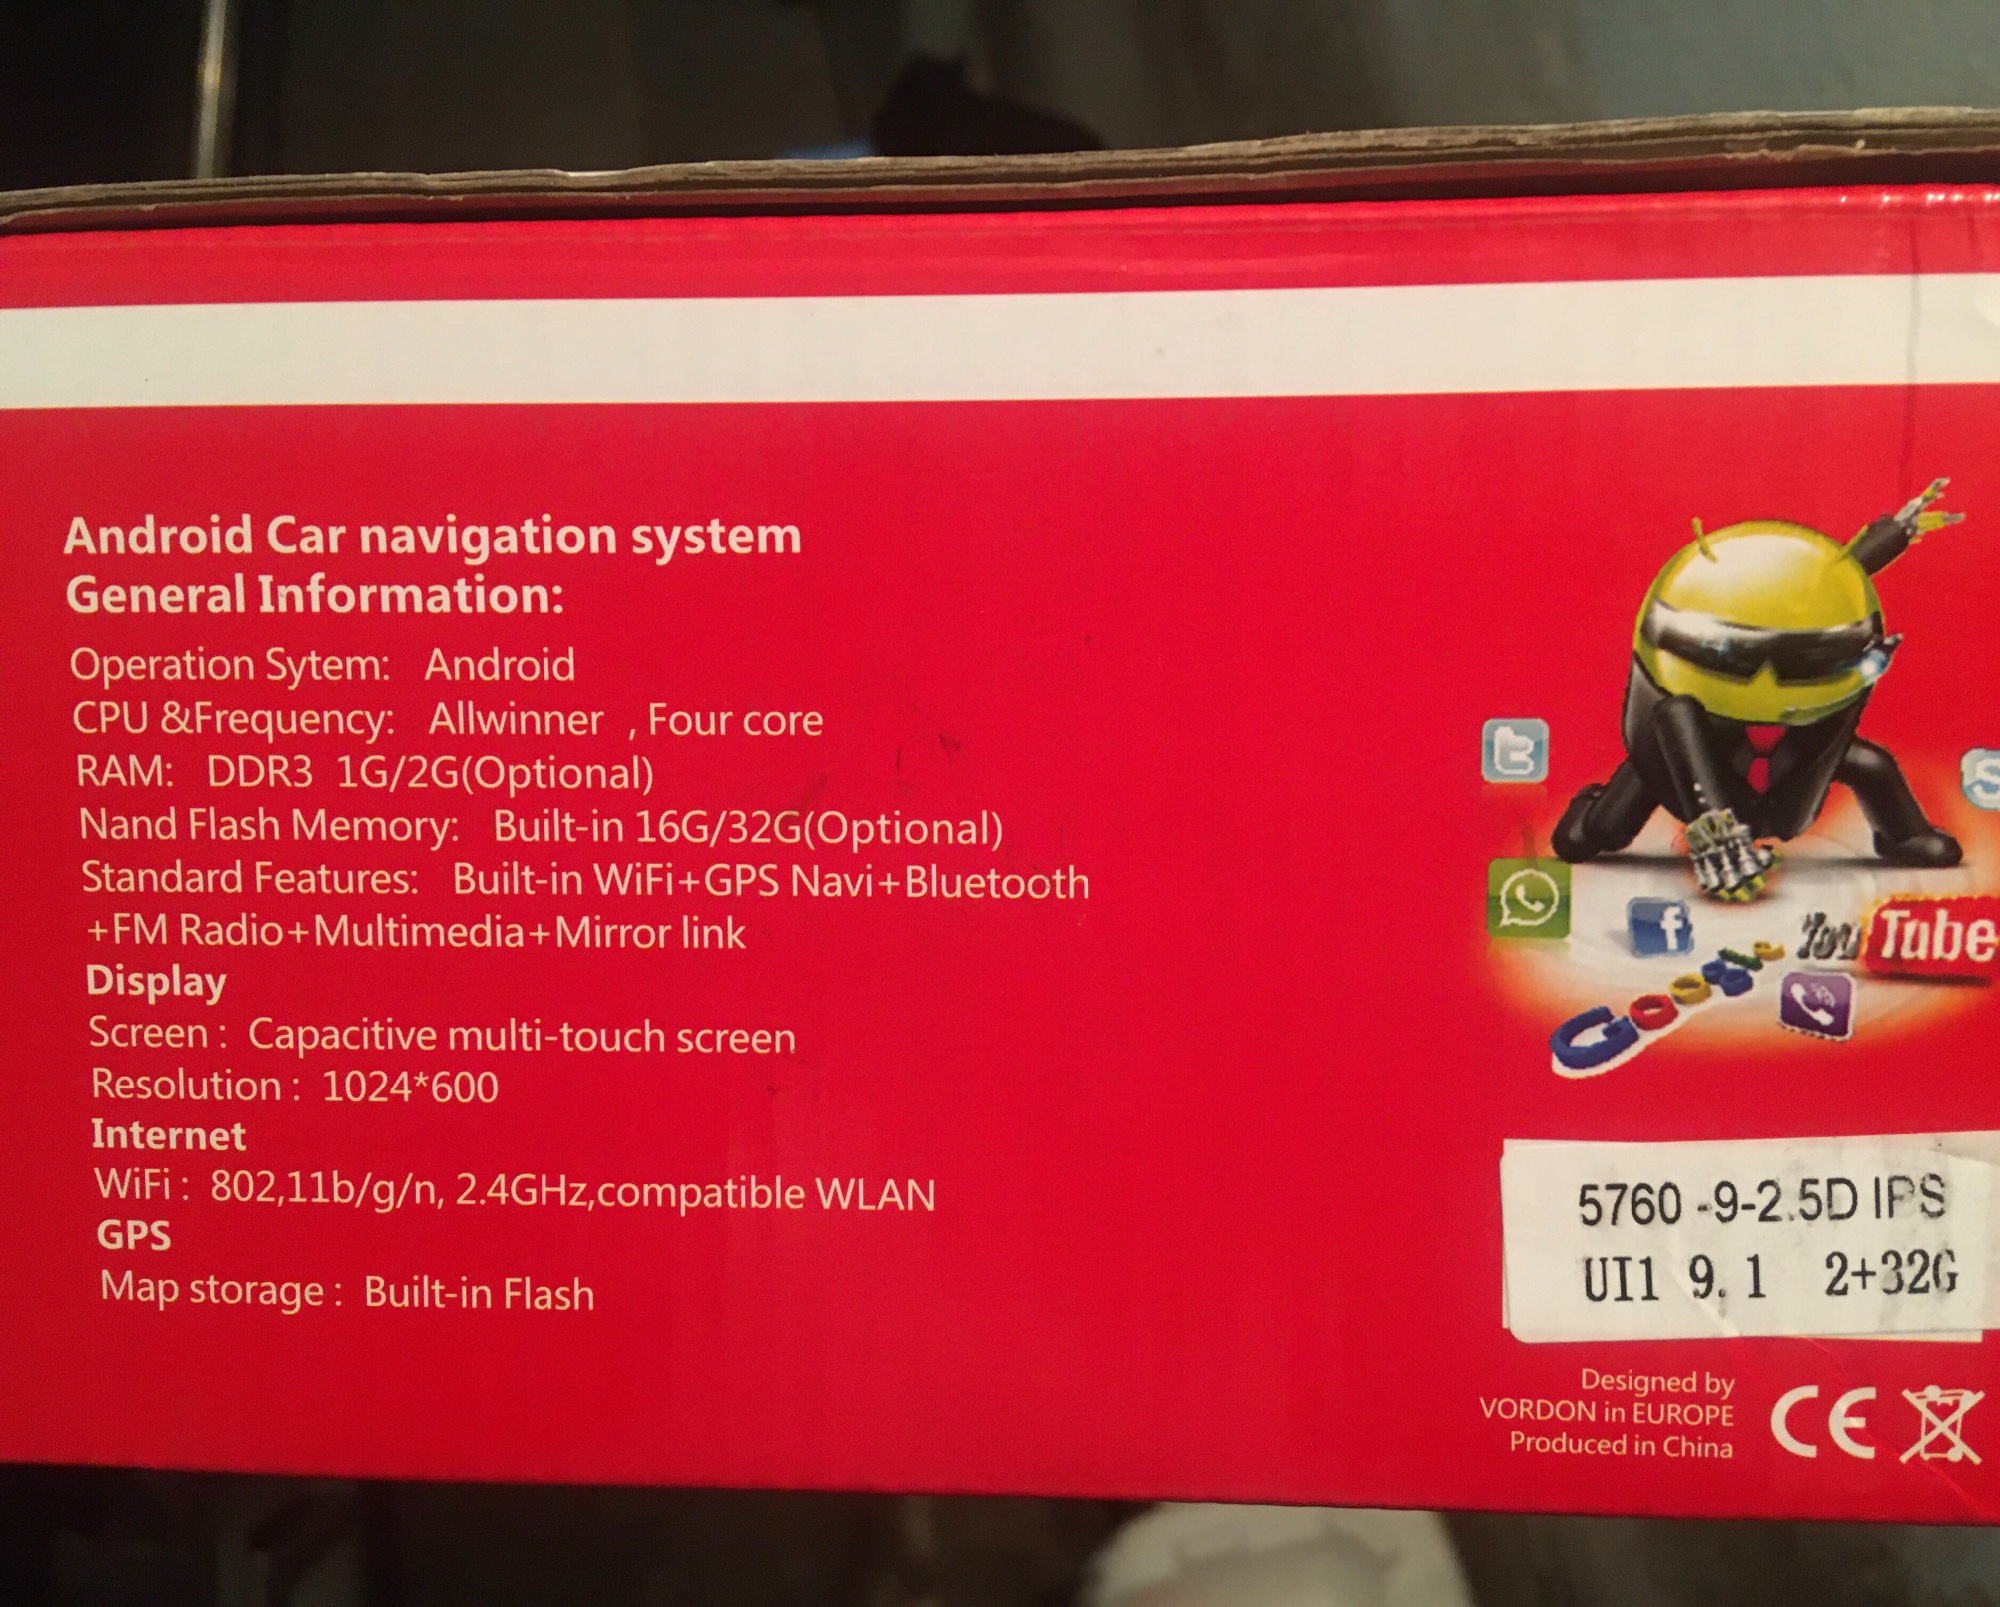 Android Car navigation system
General Information:
Operation Sytem: Android
CPU &Frequency: Allwinner , Four core
RAM: DDR3 1G/2G(Optional)
Nand Flash Memory: Built-in 16G/32G(Optional)
Standard Features: Built-in WiFi+GPS Navi+Bluetooth
+FM Radio+Multimedia+Mirror link
Display
Screen : Capacitive multi-touch screen
Resolution : 1024*600
Internet
WiFi : 802,11b/g/n, 2.4GHz,compatible WLAN
GPS
Map storage : Built-in Flash
You Tube
Google
5760 -9-2.5D IPS
UI1 9.1 2+32G
Designed by
VORDON in EUROPE
Produced in China
CE